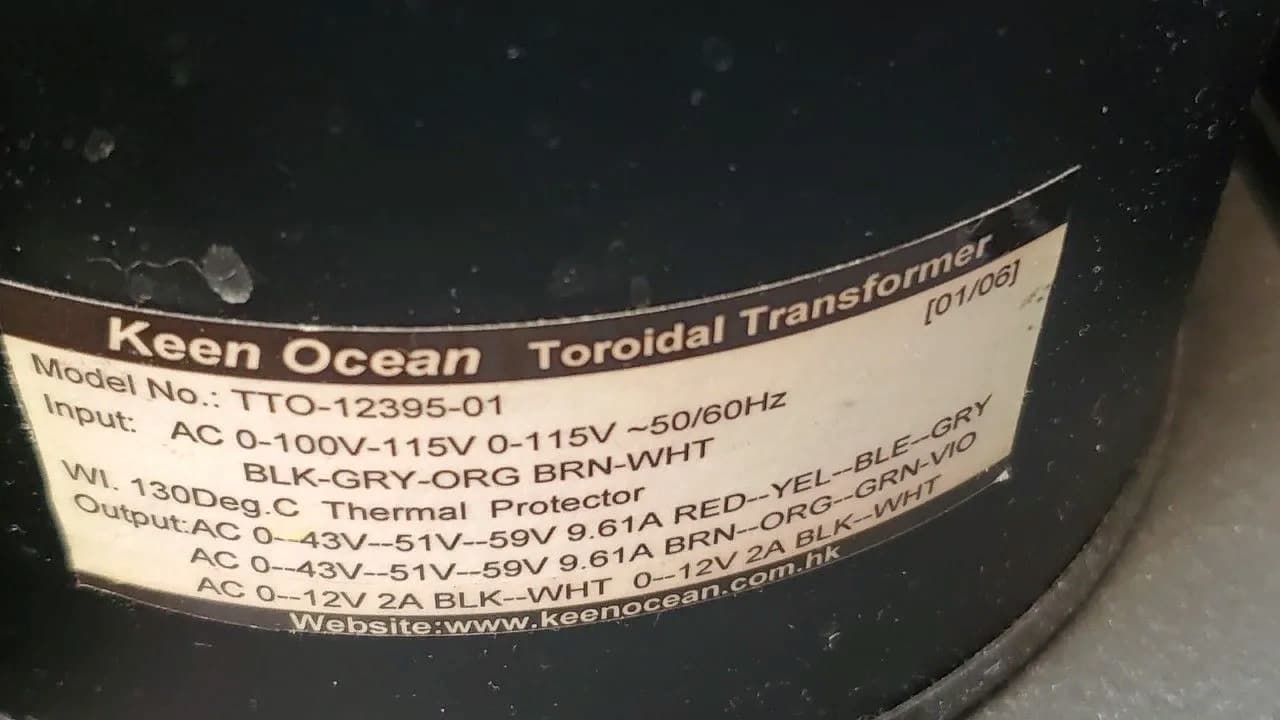 Keen Ocean Toroidal Transformer
[01/06]
Model No.: TTO-12395-01
Input: AC 0-100V-115V 0-115V ~50/60Hz
BLK-GRY-ORG BRN-WHT
WI. 130Deg.C Thermal Protector
Output:AC 0--43V--51V--59V 9.61A RED--YEL--BLE--GRY
AC 0--43V--51V--59V 9.61A BRN--ORG--GRN-VIO
AC 0--12V 2A BLK--WHT 0--12V 2A BLK--WHT
Website:www.keenocean.com.hk